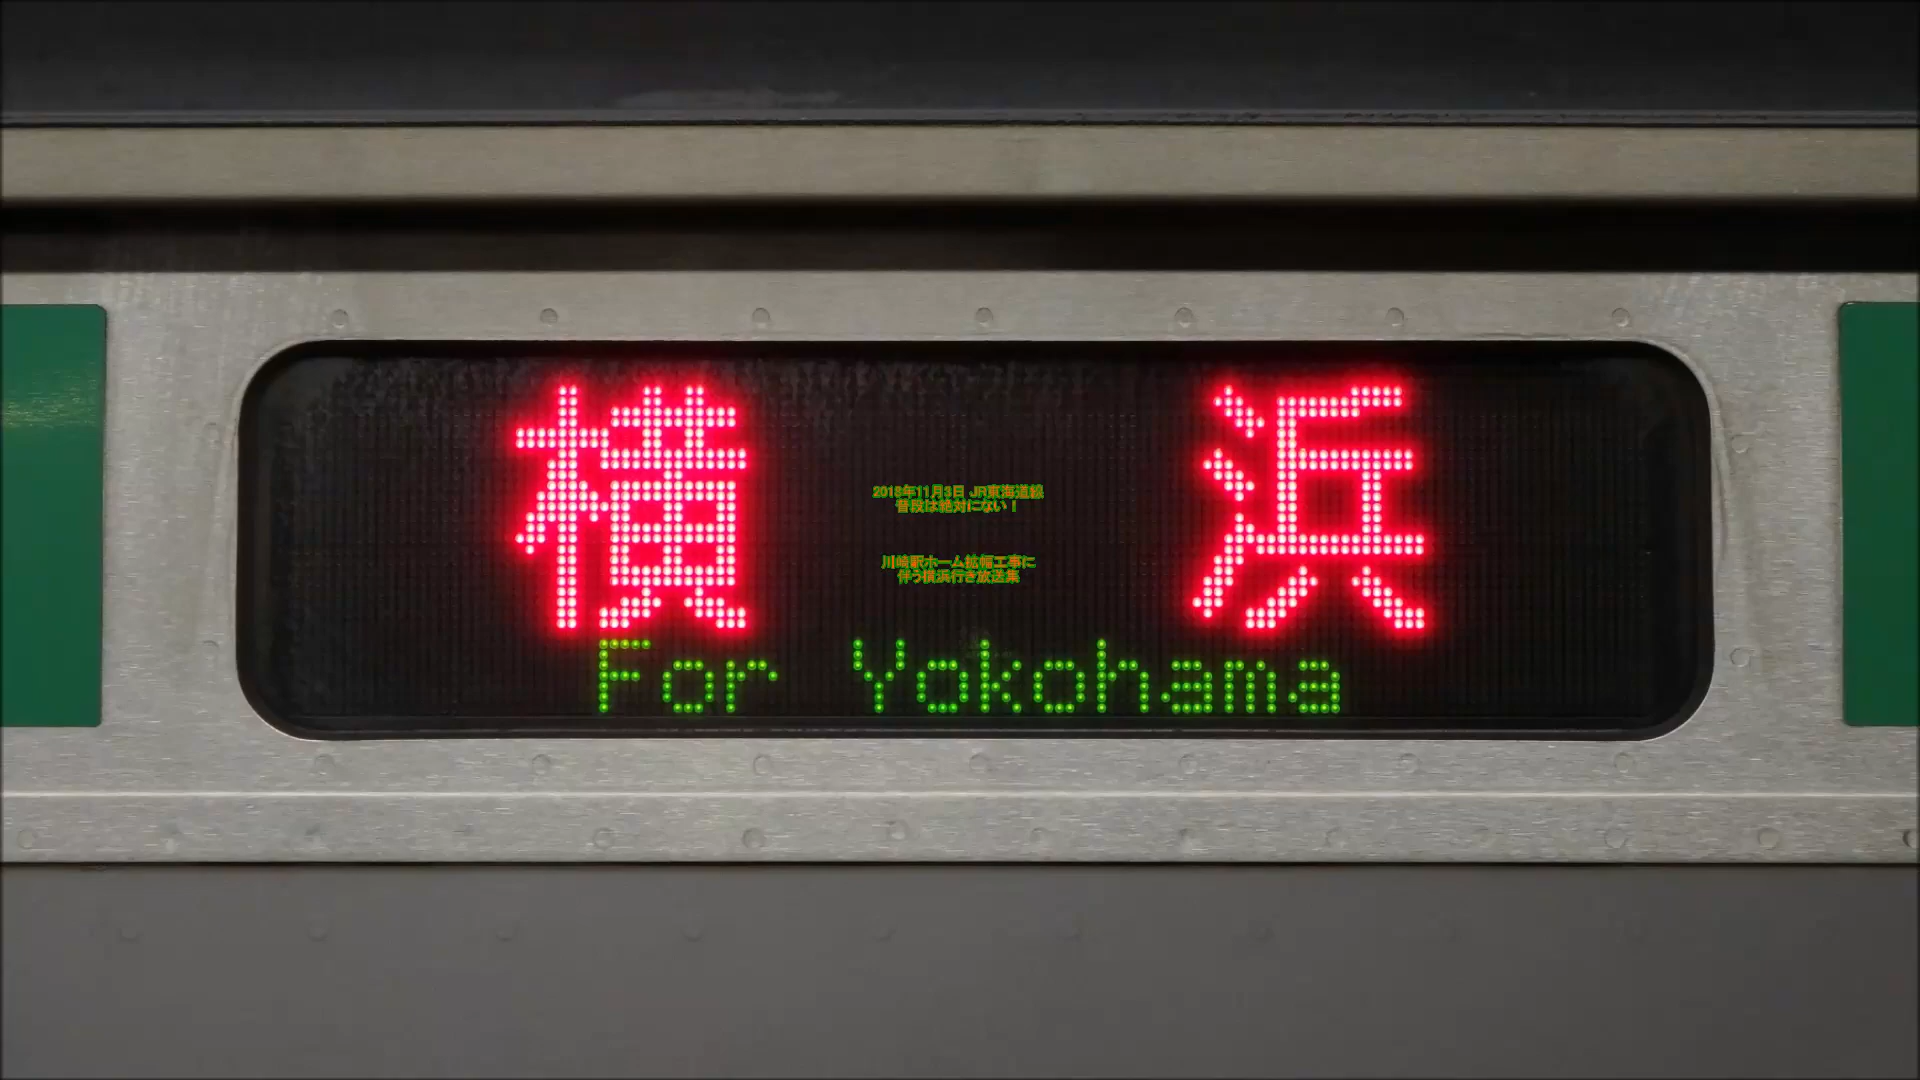 横浜
2018年11月3日 JR東海道線
普段は絶対にない！
川崎駅ホーム拡幅工事に
伴う横浜行き放送集
For Yokohama